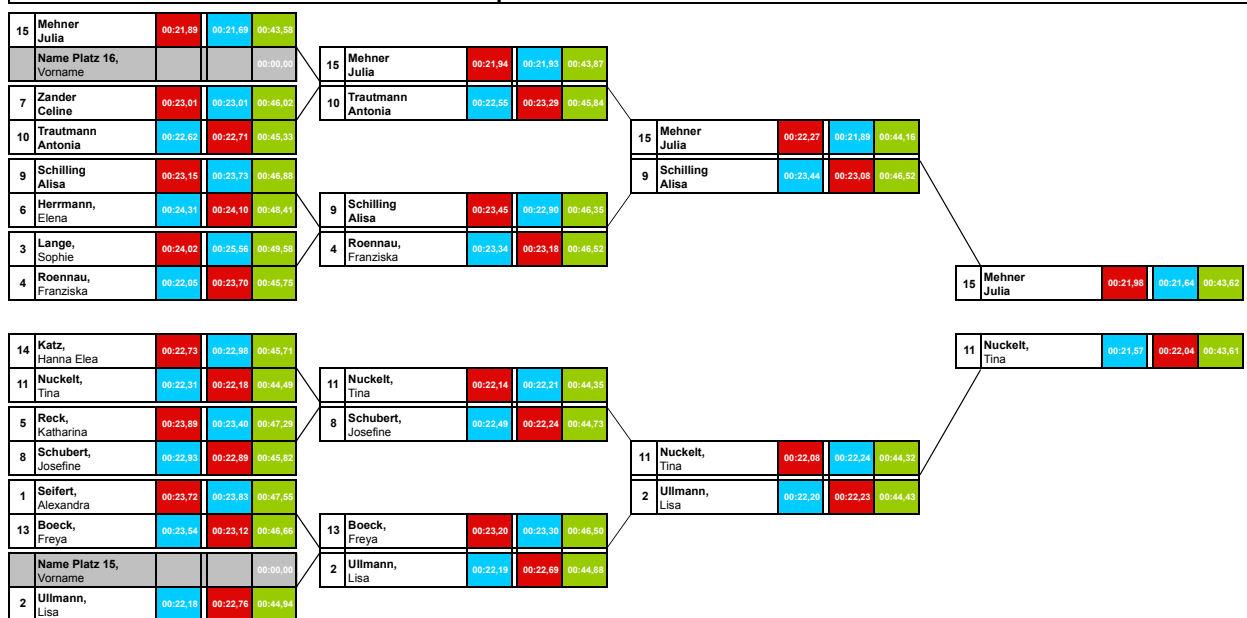 15 Mehner 00:21,89 00:21,69 00:43,58
Julia
Name Platz 16, 00:00,00
Vorname
7 Zander 00:23,01 00:23,01 00:46,02
Celine
10 Trautmann 00:22,62 00:22,71 00:45,33
Antonia
9 Schilling 00:23,15 00:23,73 00:46,88
Alisa
6 Herrmann, 00:24,31 00:24,10 00:48,41
Elena
3 Lange, 00:24,02 00:25,56 00:49,58
Sophie
4 Roennau, 00:22,05 00:23,70 00:45,75
Franziska
14 Katz, 00:22,73 00:22,98 00:45,71
Hanna Elea
11 Nuckelt, 00:22,31 00:22,18 00:44,49
Tina
5 Reck, 00:23,89 00:23,40 00:47,29
Katharina
8 Schubert, 00:22,93 00:22,89 00:45,82
Josefine
1 Seifert, 00:23,72 00:23,83 00:47,55
Alexandra
13 Boeck, 00:23,54 00:23,12 00:46,66
Freya
Name Platz 15, 00:00,00
Vorname
2 Ullmann, 00:22,18 00:22,76 00:44,94
Lisa
15 Mehner 00:21,94 00:21,93 00:43,87
Julia
10 Trautmann 00:22,55 00:23,29 00:45,84
Antonia
9 Schilling 00:23,45 00:22,90 00:46,35
Alisa
4 Roennau, 00:23,34 00:23,18 00:46,52
Franziska
11 Nuckelt, 00:22,14 00:22,21 00:44,35
Tina
8 Schubert, 00:22,49 00:22,24 00:44,73
Josefine
13 Boeck, 00:23,20 00:23,30 00:46,50
Freya
2 Ullmann, 00:22,19 00:22,69 00:44,88
Lisa
15 Mehner 00:22,27 00:21,89 00:44,16
Julia
9 Schilling 00:23,44 00:23,08 00:46,52
Alisa
11 Nuckelt, 00:22,08 00:22,24 00:44,32
Tina
2 Ullmann, 00:22,20 00:22,23 00:44,43
Lisa
15 Mehner 00:21,98 00:21,64 00:43,62
Julia
11 Nuckelt, 00:21,57 00:22,04 00:43,61
Tina